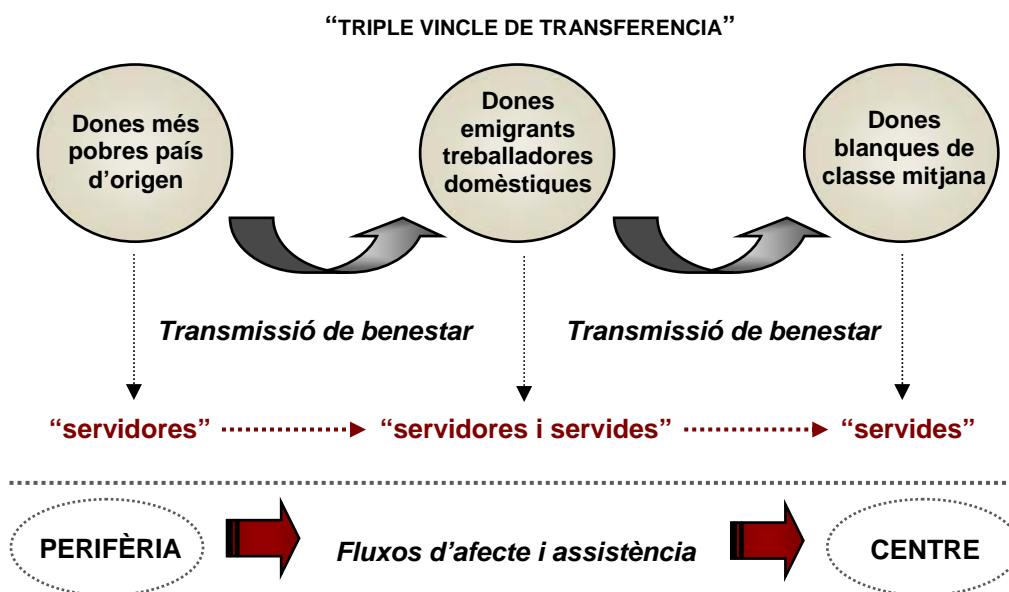 “TRIPLE VINCLE DE TRANSFERENCIA”
Dones més
pobres país
d’origen
Dones
emigrants
treballadores
domèstiques
Dones
blanques de
classe mitjana
Transmissió de benestar
Transmissió de benestar
“servidores”
“servidores i servides”
“servides”
PERIFÈRIA
Fluxos d’afecte i assistència
CENTRE